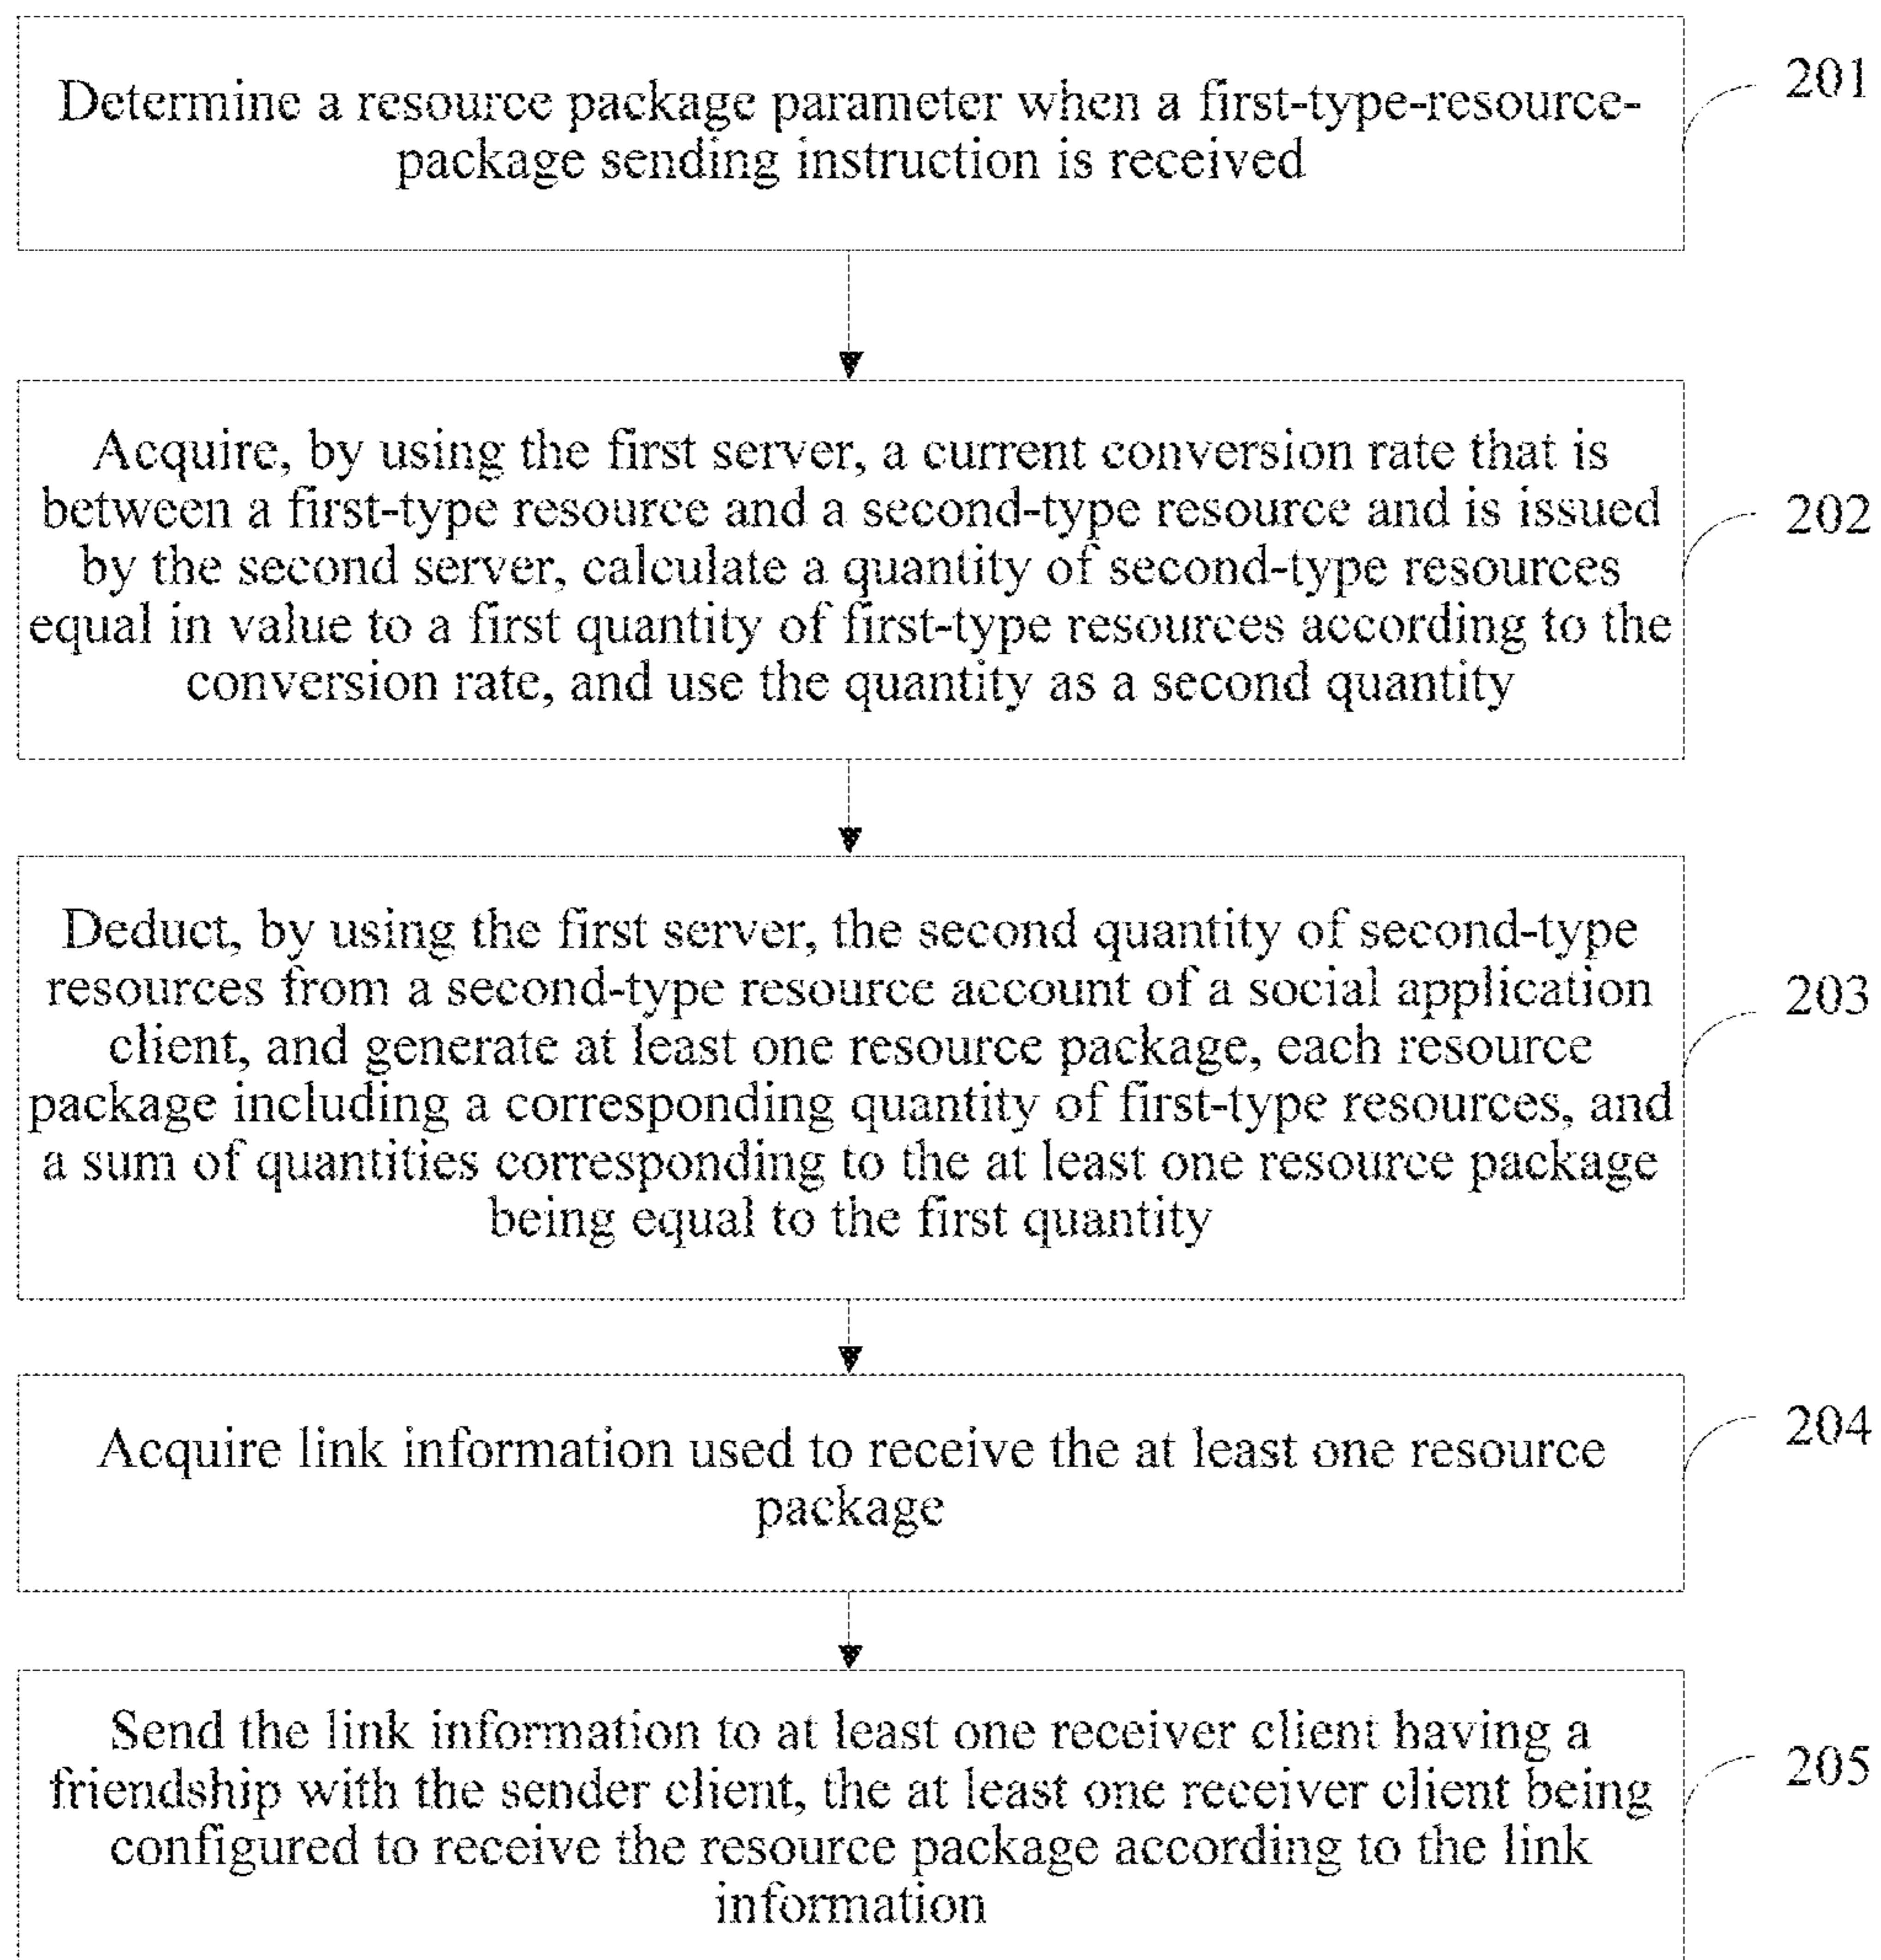 Determine a resource package parameter when a first-type-resource-
package sending instruction is received
201
Acquire, by using the first server, a current conversion rate that is
between a first-type resource and a second-type resource and is issued
by the second server, calculate a quantity of second-type resources
equal in value to a first quantity of first-type resources according to the
conversion rate, and use the quantity as a second quantity
202
Deduct, by using the first server, the second quantity of second-type
resources from a second-type resource account of a social application
client, and generate at least one resource package, each resource
package including a corresponding quantity of first-type resources, and
a sum of quantities corresponding to the at least one resource package
being equal to the first quantity
203
Acquire link information used to receive the at least one resource
package
204
Send the link information to at least one receiver client having a
friendship with the sender client, the at least one receiver client being
configured to receive the resource package according to the link
information
205